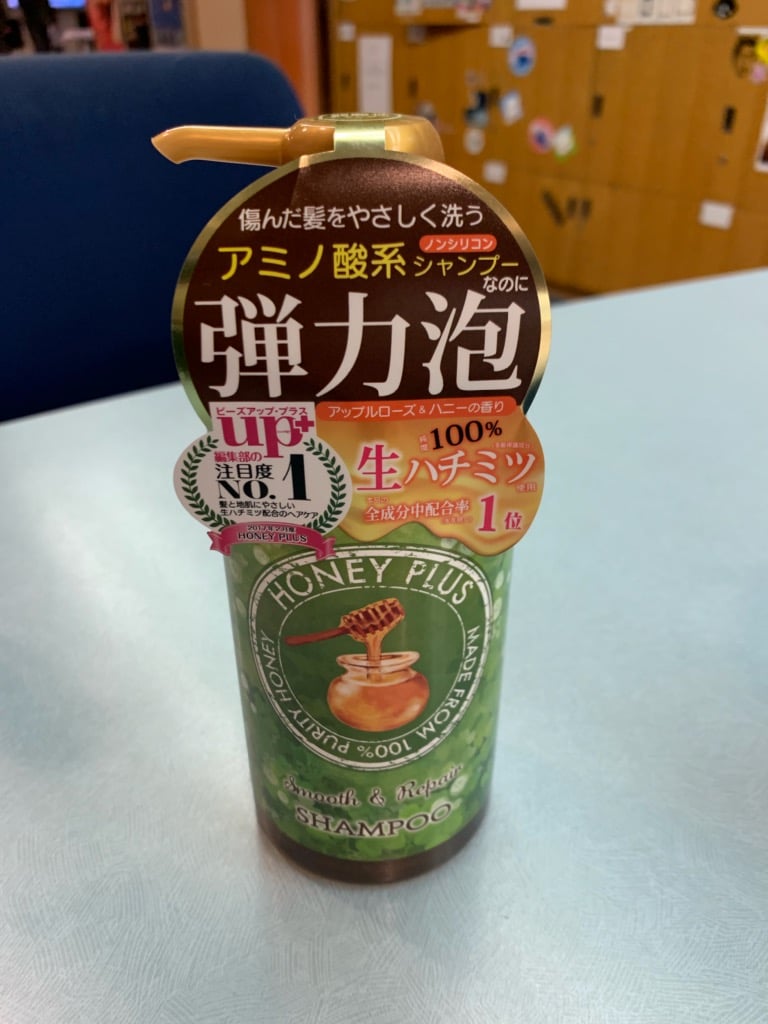 傷んだ髪をやさしく洗う
ノンシリコン
アミノ酸系シャンプー
なのに
弾力泡
アップルローズ&ハニーの香り
ビーズアップ・プラス
up+
編集部の
注目度
NO.1
髪と地肌にやさしい
生ハチミツ配合のヘアケア
HONEY PLUS
純度100%
生ハチミツ
使用
全成分中配合率
1位
HONEY PLUS
MADE FROM 100% PURITY HONEY
Smooth & Repair
SHAMPOO